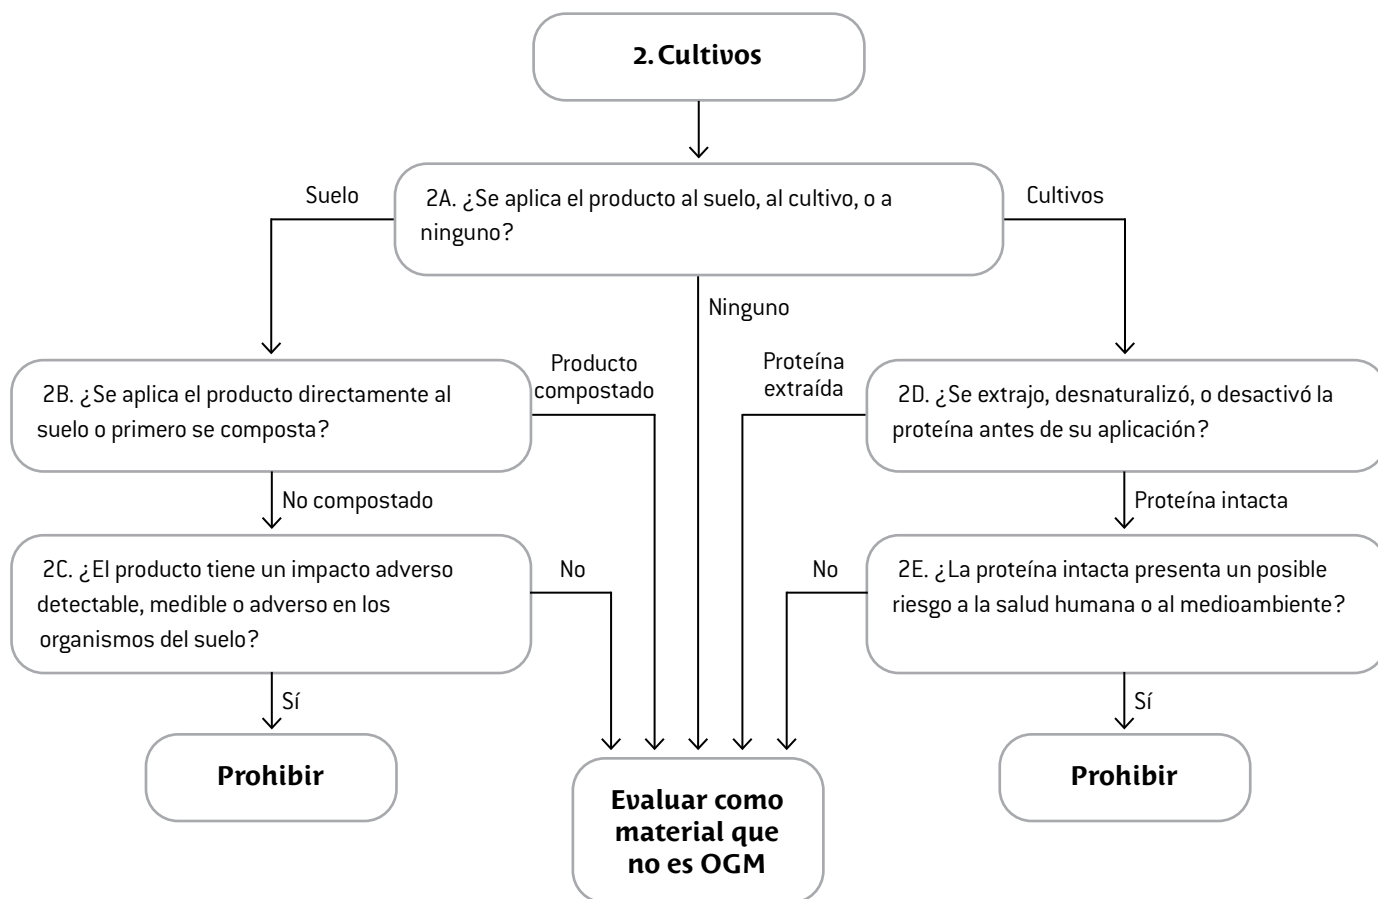 2. Cultivos
2A. ¿Se aplica el producto al suelo, al cultivo, o a
ninguno?
Suelo
Cultivos
Ninguno
2B. ¿Se aplica el producto directamente al
suelo o primero se composta?
Producto
compostado
Proteína
extraída
2D. ¿Se extrajo, desnaturalizó, o desactivó la
proteína antes de su aplicación?
No compostado
Proteína intacta
2C. ¿El producto tiene un impacto adverso
detectable, medible o adverso en los
organismos del suelo?
No
No
2E. ¿La proteína intacta presenta un posible
riesgo a la salud humana o al medioambiente?
Sí
Sí
Prohibir
Evaluar como
material que
no es OGM
Prohibir